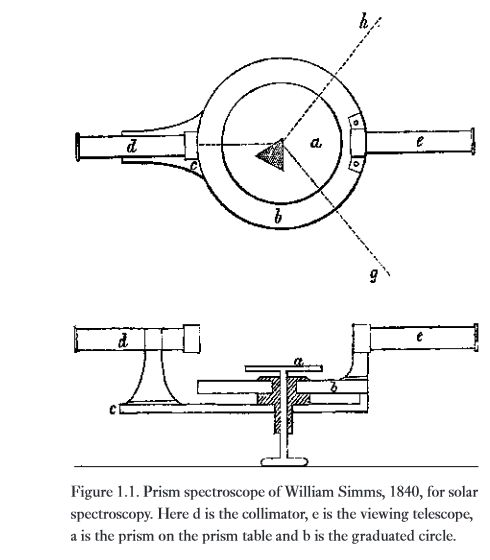 h
d
a
e
c
b
g
d
e
a
b
c
Figure 1.1. Prism spectroscope of William Simms, 1840, for solar
spectroscopy. Here d is the collimator, e is the viewing telescope,
a is the prism on the prism table and b is the graduated circle.